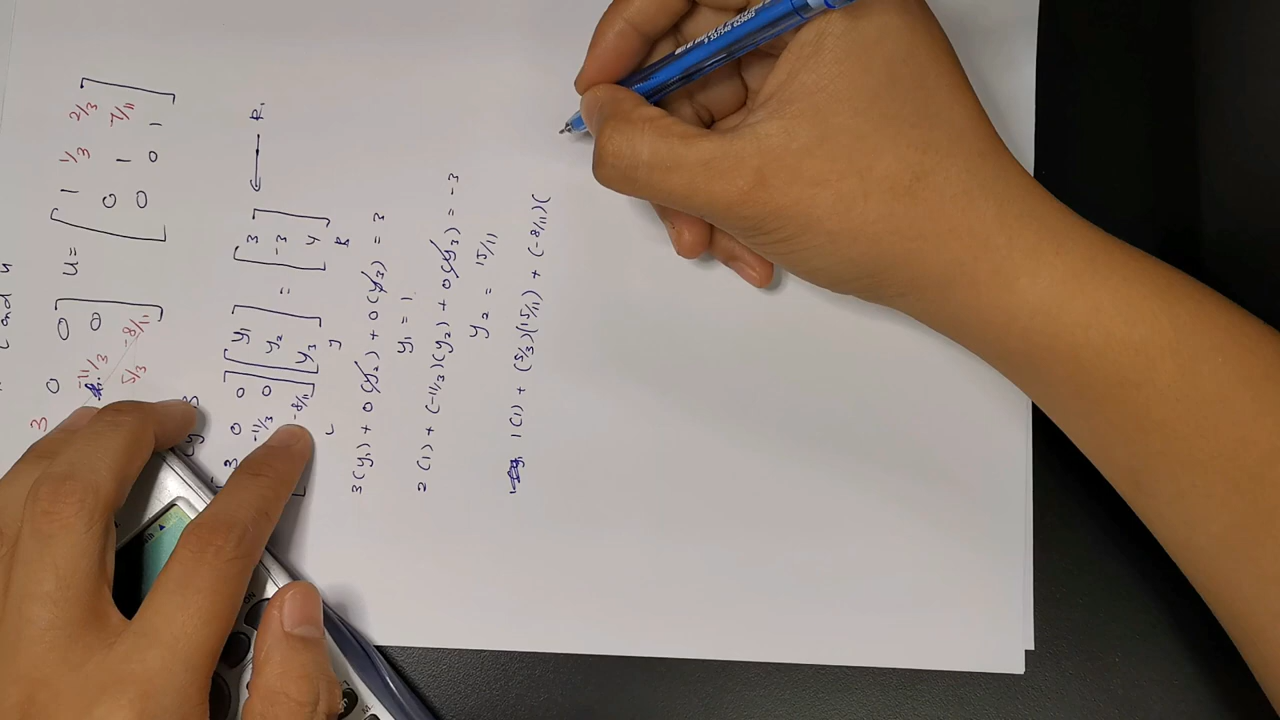 L and U
3 0 0
-11/3 0
5/3 -8/11
U = [ 1 1/3 2/3
0 1 7/11
0 0 1 ]
3 0 0 ] [ y1 ] = [ 3 ] ← R1
-11/3 0 ] [ y2 ] [ -3 ]
-8/11 ] [ y3 ] [ 4 ]
L y B
3(y1) + 0(y2) + 0(y3) = 3
y1 = 1
2(1) + (-11/3)(y2) + 0(y3) = -3
y2 = 15/11
1(1) + (5/3)(15/11) + (-8/11)(